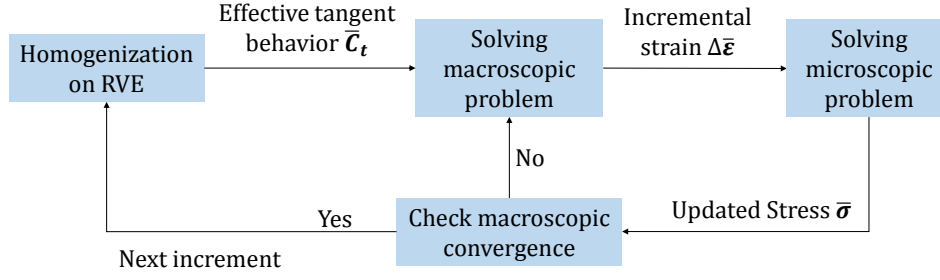 Effective tangent
behavior C̅ₜ
Incremental
strain Δε̅
Homogenization
on RVE
Solving
macroscopic
problem
Solving
microscopic
problem
No
Updated Stress σ̅
Yes
Check macroscopic
convergence
Next increment